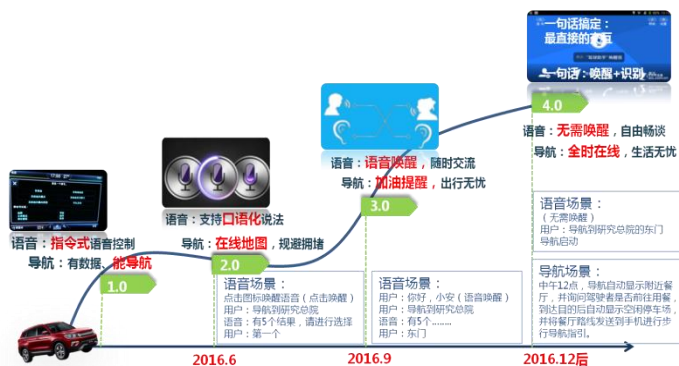 一句话搞定：
最直接的交互
一句话：唤醒+识别
4.0
语音：无需唤醒，自由畅谈
导航：全时在线，生活无忧
语音：语音唤醒，随时交流
导航：加油提醒，出行无忧
3.0
语音：支持口语化说法
导航：在线地图，规避拥堵
2.0
语音：指令式语音控制
导航：有数据、能导航
1.0
语音场景：
点击图标唤醒语音（点击唤醒）
用户：导航到研究总院
语音：有5个结果，请进行选择
用户：第一个
语音场景：
用户：你好，小安（语音唤醒）
用户：导航到研究总院
语音：有5个........
用户：东门
语音场景：
（无需唤醒）
用户：导航到研究总院的东门
导航启动
导航场景：
中午12点，导航自动显示附近餐
厅，并询问驾驶者是否前往用餐，
到达目的后自动显示空闲停车场，
并将餐厅路线发送到手机进行步
行导航指引。
2016.6
2016.9
2016.12后